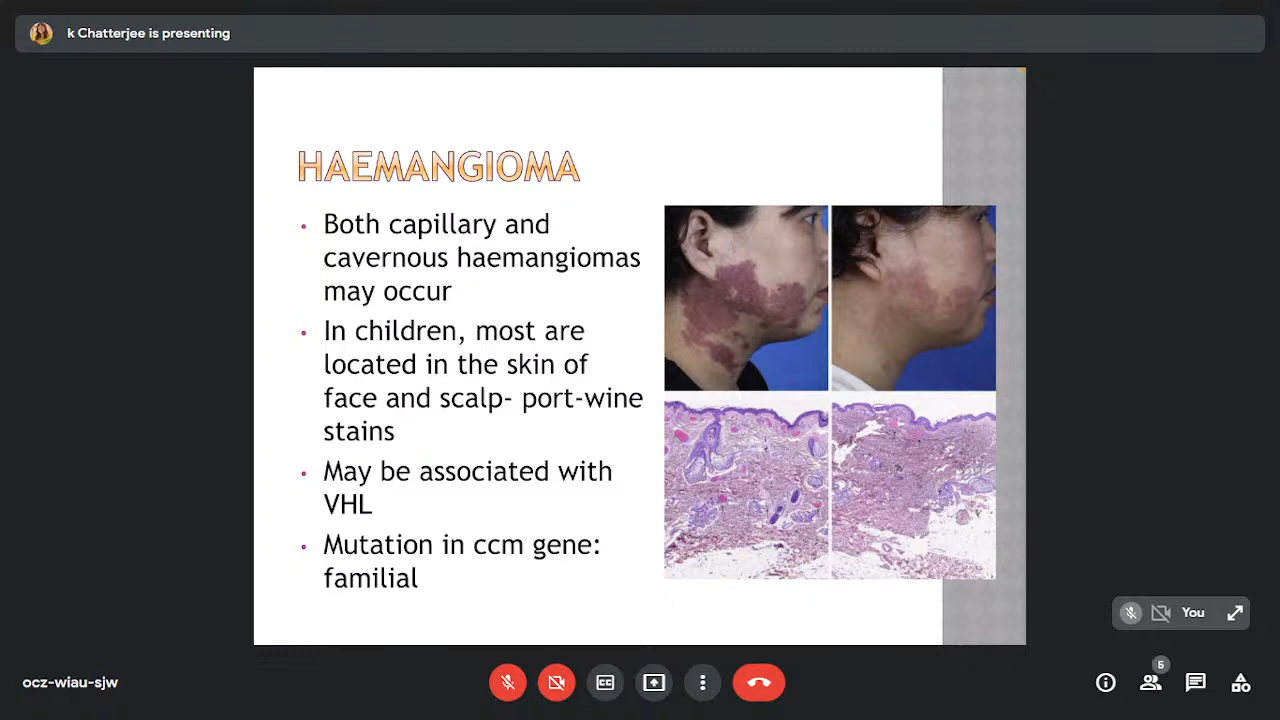 k Chatterjee is presenting
HAEMANGIOMA
• Both capillary and
cavernous haemangiomas
may occur
• In children, most are
located in the skin of
face and scalp- port-wine
stains
• May be associated with
VHL
• Mutation in ccm gene:
familial
You
ocz-wiau-sjw
CC
5